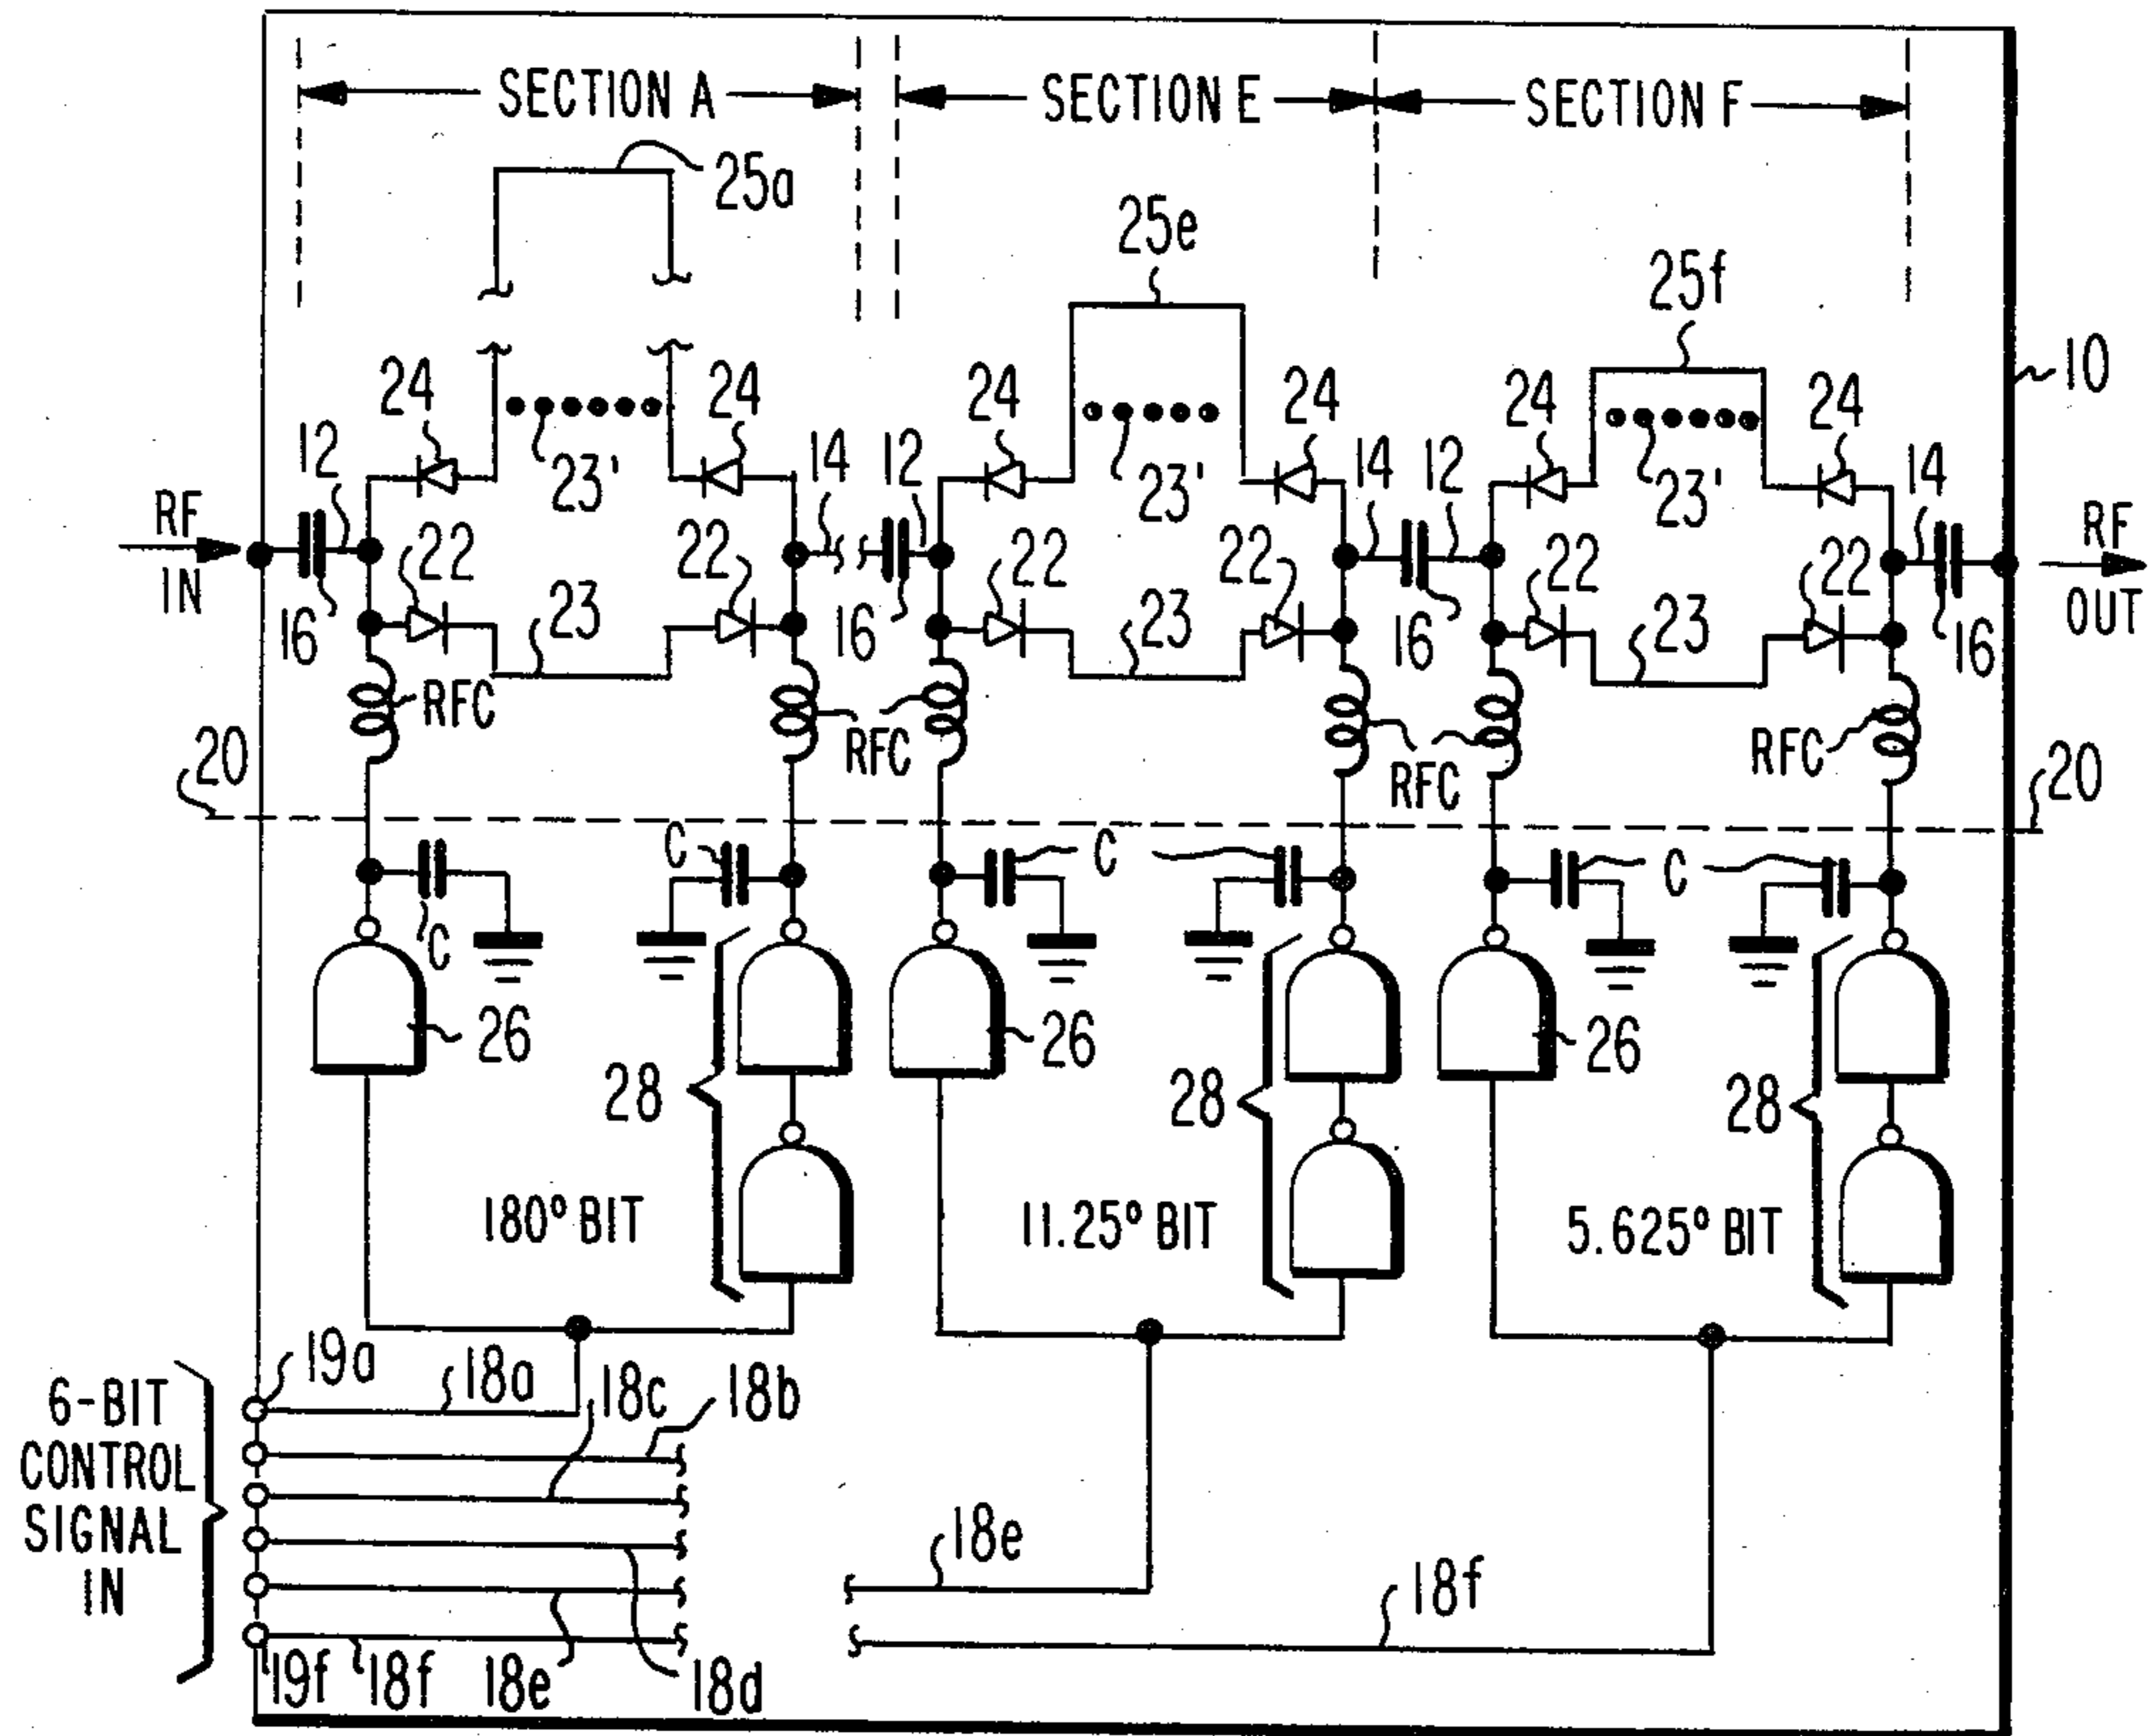 SECTION A
SECTION E
SECTION F
25a
25e
25f
10
24
24
24
24
24
24
12
23'
14
12
23'
14
12
23'
14
RF
IN
RF
OUT
22
22
22
22
22
22
16
23
16
23
16
23
16
RFC
RFC
RFC
RFC
20
20
C
C
C
C
26
26
26
28
28
28
180° BIT
11.25° BIT
5.625° BIT
19a
18a
18c
18b
6-BIT
CONTROL
SIGNAL
IN
18e
18f
19f
18f
18e
18d